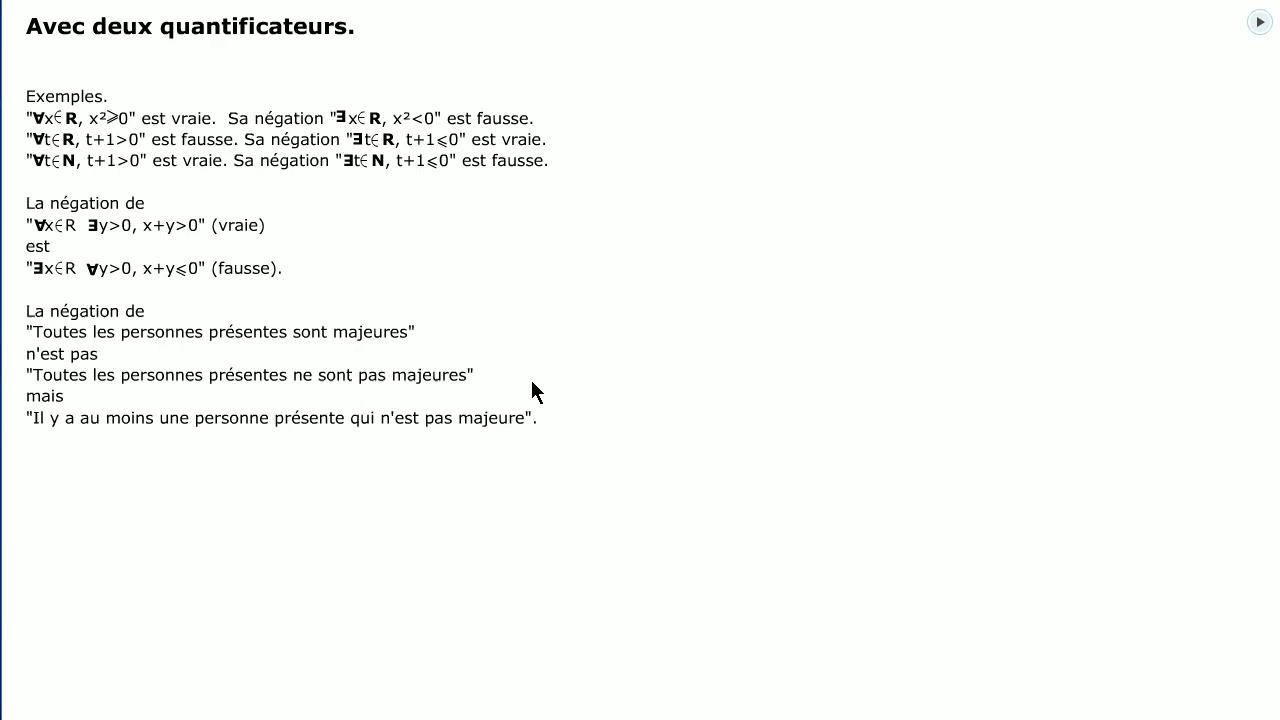 Avec deux quantificateurs.
Exemples.
"∀x∈R, x²⩾0" est vraie.  Sa négation "∃x∈R, x²<0" est fausse.
"∀t∈R, t+1>0" est fausse. Sa négation "∃t∈R, t+1⩽0" est vraie.
"∀t∈N, t+1>0" est vraie. Sa négation "∃t∈N, t+1⩽0" est fausse.
La négation de
"∀x∈R  ∃y>0, x+y>0" (vraie)
est
"∃x∈R  ∀y>0, x+y⩽0" (fausse).
La négation de
"Toutes les personnes présentes sont majeures"
n'est pas
"Toutes les personnes présentes ne sont pas majeures"
mais
"Il y a au moins une personne présente qui n'est pas majeure".